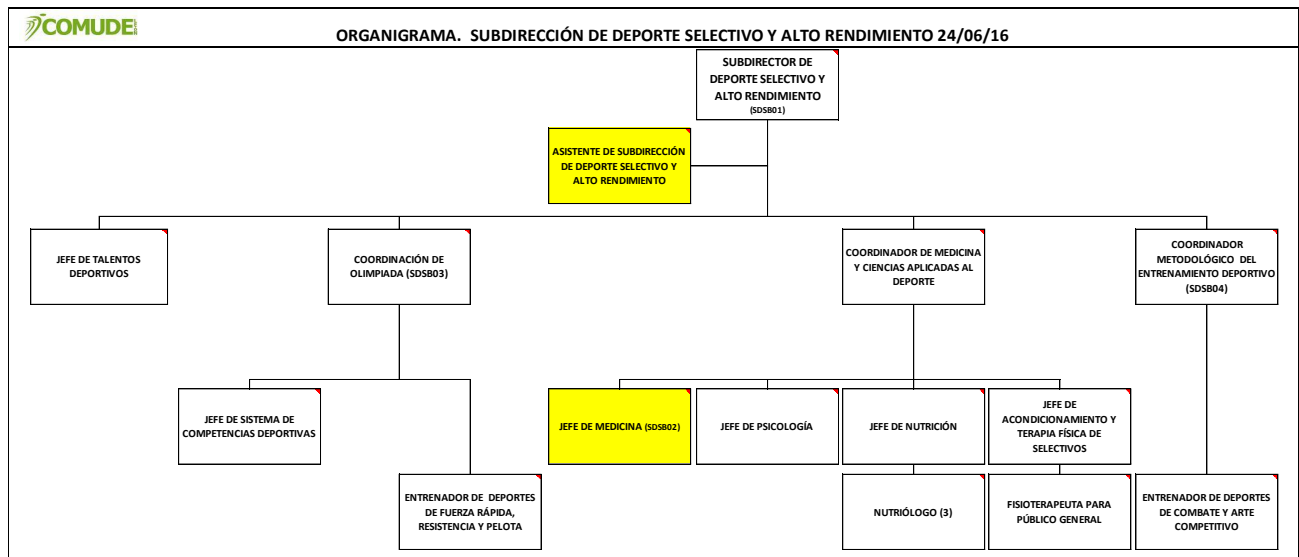 COMUDE
ORGANIGRAMA. SUBDIRECCIÓN DE DEPORTE SELECTIVO Y ALTO RENDIMIENTO 24/06/16
SUBDIRECTOR DE
DEPORTE SELECTIVO Y
ALTO RENDIMIENTO
(SDSB01)
ASISTENTE DE SUBDIRECCIÓN
DE DEPORTE SELECTIVO Y
ALTO RENDIMIENTO
JEFE DE TALENTOS
DEPORTIVOS
COORDINACIÓN DE
OLIMPIADA (SDSB03)
COORDINADOR DE MEDICINA
Y CIENCIAS APLICADAS AL
DEPORTE
COORDINADOR
METODOLÓGICO DEL
ENTRENAMIENTO DEPORTIVO
(SDSB04)
JEFE DE SISTEMA DE
COMPETENCIAS DEPORTIVAS
JEFE DE MEDICINA (SDSB02)
JEFE DE PSICOLOGÍA
JEFE DE NUTRICIÓN
JEFE DE
ACONDICIONAMIENTO Y
TERAPIA FÍSICA DE
SELECTIVOS
ENTRENADOR DE DEPORTES
DE FUERZA RÁPIDA,
RESISTENCIA Y PELOTA
NUTRIÓLOGO (3)
FISIOTERAPEUTA PARA
PÚBLICO GENERAL
ENTRENADOR DE DEPORTES
DE COMBATE Y ARTE
COMPETITIVO